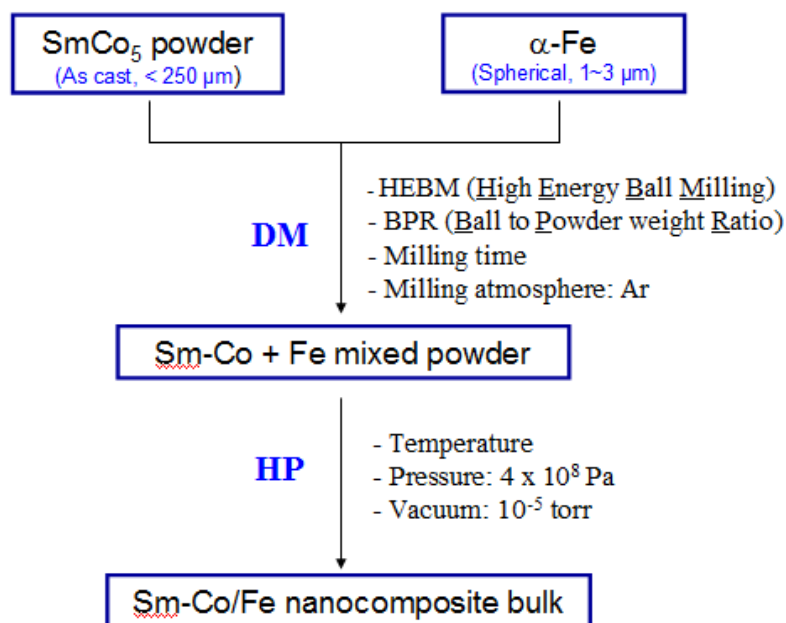 SmCo₅ powder
(As cast, < 250 μm)
α-Fe
(Spherical, 1~3 μm)
DM
- HEBM (High Energy Ball Milling)
- BPR (Ball to Powder weight Ratio)
- Milling time
- Milling atmosphere: Ar
Sm-Co + Fe mixed powder
HP
- Temperature
- Pressure: 4 x 10⁸ Pa
- Vacuum: 10⁻⁵ torr
Sm-Co/Fe nanocomposite bulk